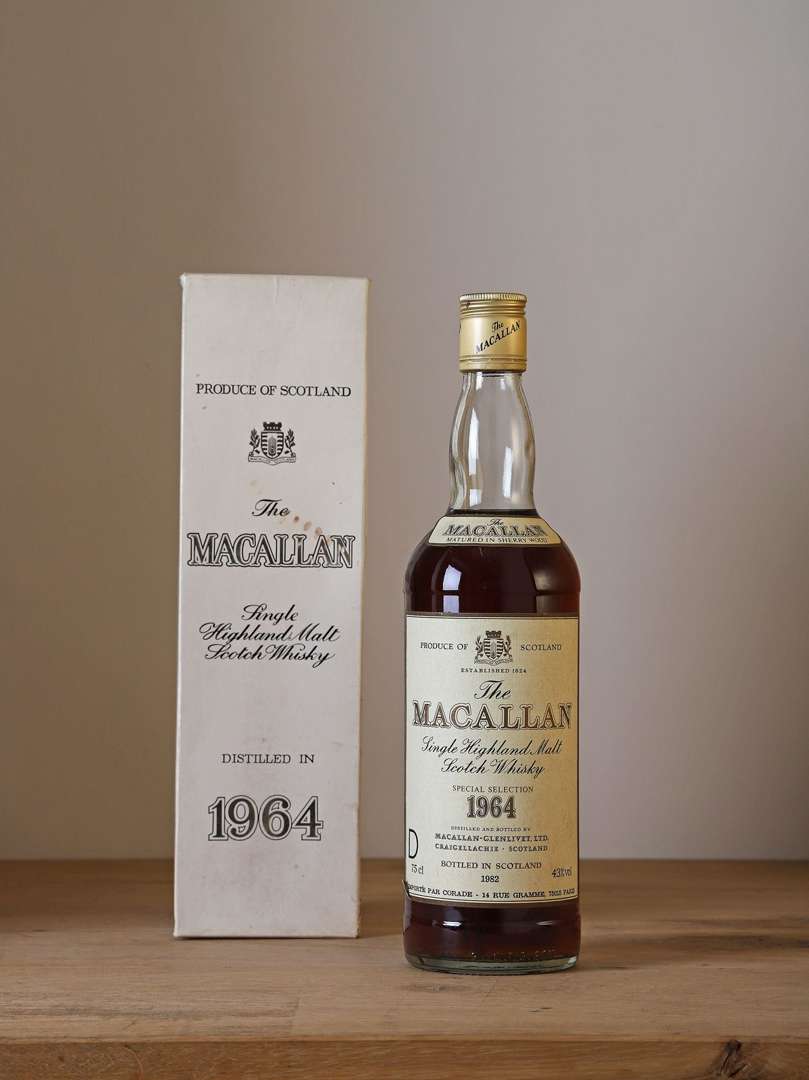 PRODUCE OF SCOTLAND
The
MACALLAN
Single
Highland Malt
Scotch Whisky
DISTILLED IN
1964
The
MACALLAN
The
MACALLAN
MATURED IN SHERRY WOOD
PRODUCE OF SCOTLAND
ESTABLISHED 1824
The
MACALLAN
Single Highland Malt
Scotch Whisky
SPECIAL SELECTION
1964
DISTILLED AND BOTTLED BY
MACALLAN-GLENLIVET, LTD.
CRAIGELLACHIE · SCOTLAND
D
BOTTLED IN SCOTLAND
75 cl 1982 43% vol
PAR CORADE - 14 RUE GRAMME, 75015 PARIS